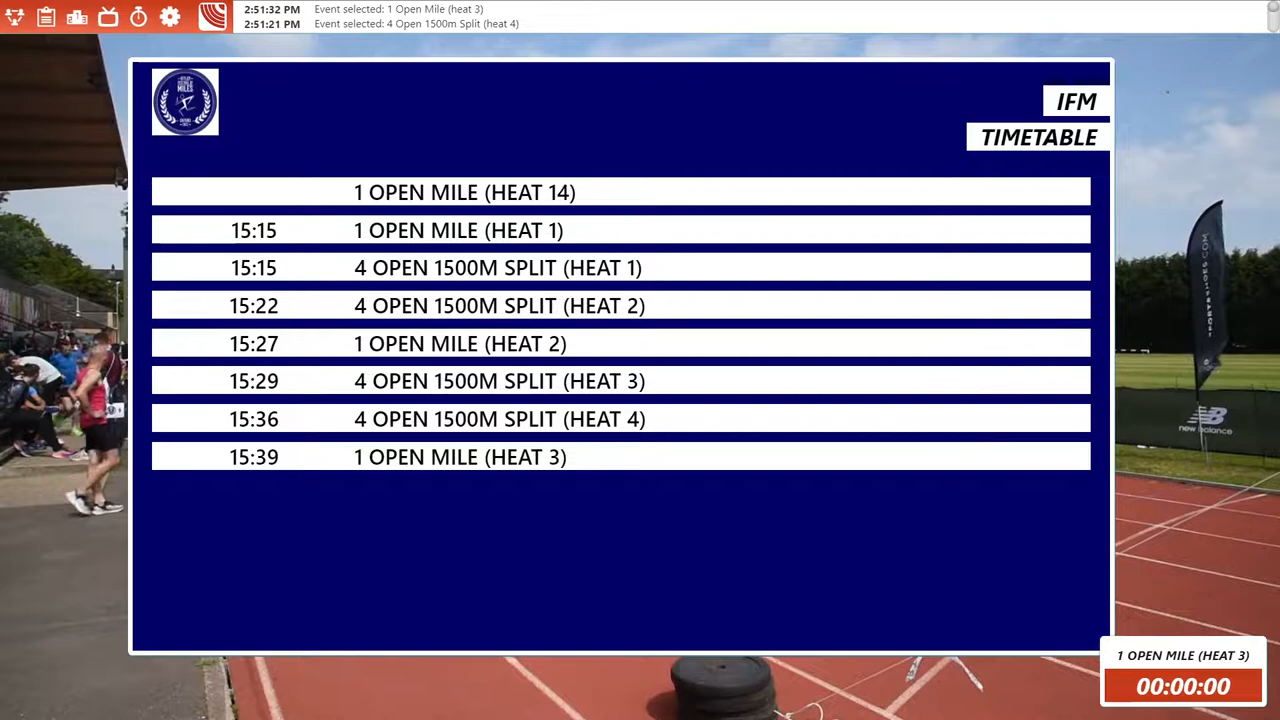 2:51:32 PM Event selected: 1 Open Mile (heat 3)
2:51:21 PM Event selected: 4 Open 1500m Split (heat 4)
MILES
IFM
TIMETABLE
1 OPEN MILE (HEAT 14)
15:15 1 OPEN MILE (HEAT 1)
15:15 4 OPEN 1500M SPLIT (HEAT 1)
15:22 4 OPEN 1500M SPLIT (HEAT 2)
15:27 1 OPEN MILE (HEAT 2)
15:29 4 OPEN 1500M SPLIT (HEAT 3)
15:36 4 OPEN 1500M SPLIT (HEAT 4)
15:39 1 OPEN MILE (HEAT 3)
new balance
1 OPEN MILE (HEAT 3)
00:00:00